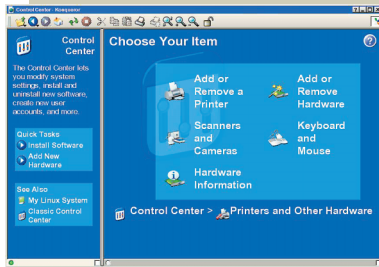 Control Center - Konqueror
Control
Center
The Control Center lets
you modify system
settings, install and
uninstall new software,
create new user
accounts, and more.
Quick Tasks
Install Software
Add New
Hardware
See Also
My Linux System
Classic Control
Center
Choose Your Item
Add or
Remove a
Printer
Add or
Remove
Hardware
Scanners
and
Cameras
Keyboard
and
Mouse
Hardware
Information
Control Center > Printers and Other Hardware